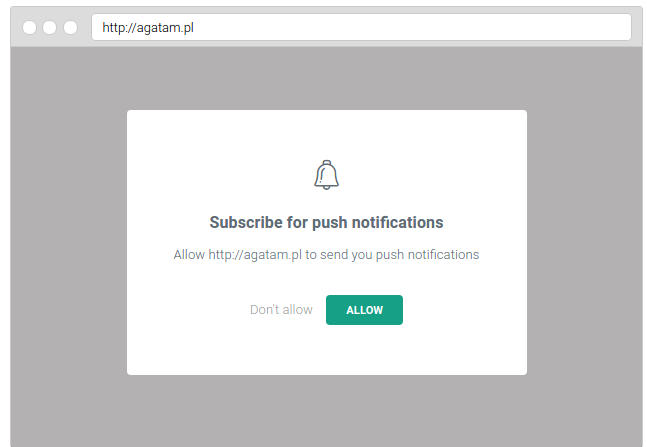 http://agatam.pl
Subscribe for push notifications
Allow http://agatam.pl to send you push notifications
Don't allow ALLOW